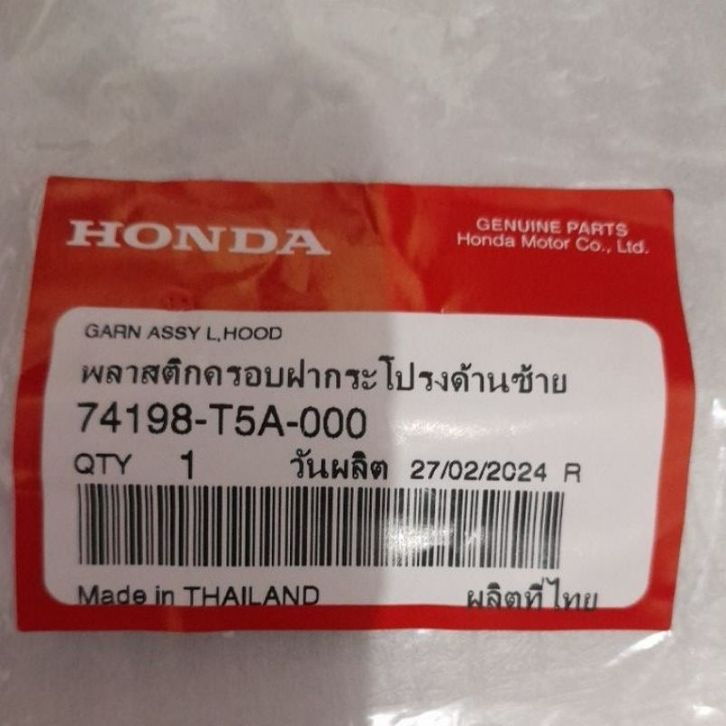 HONDA
GENUINE PARTS
Honda Motor Co., Ltd.
GARN ASSY L,HOOD
พลาสติกครอบฝากระโปรงด้านซ้าย
74198-T5A-000
QTY 1 วันผลิต 27/02/2024 R
Made in THAILAND ผลิตที่ไทย